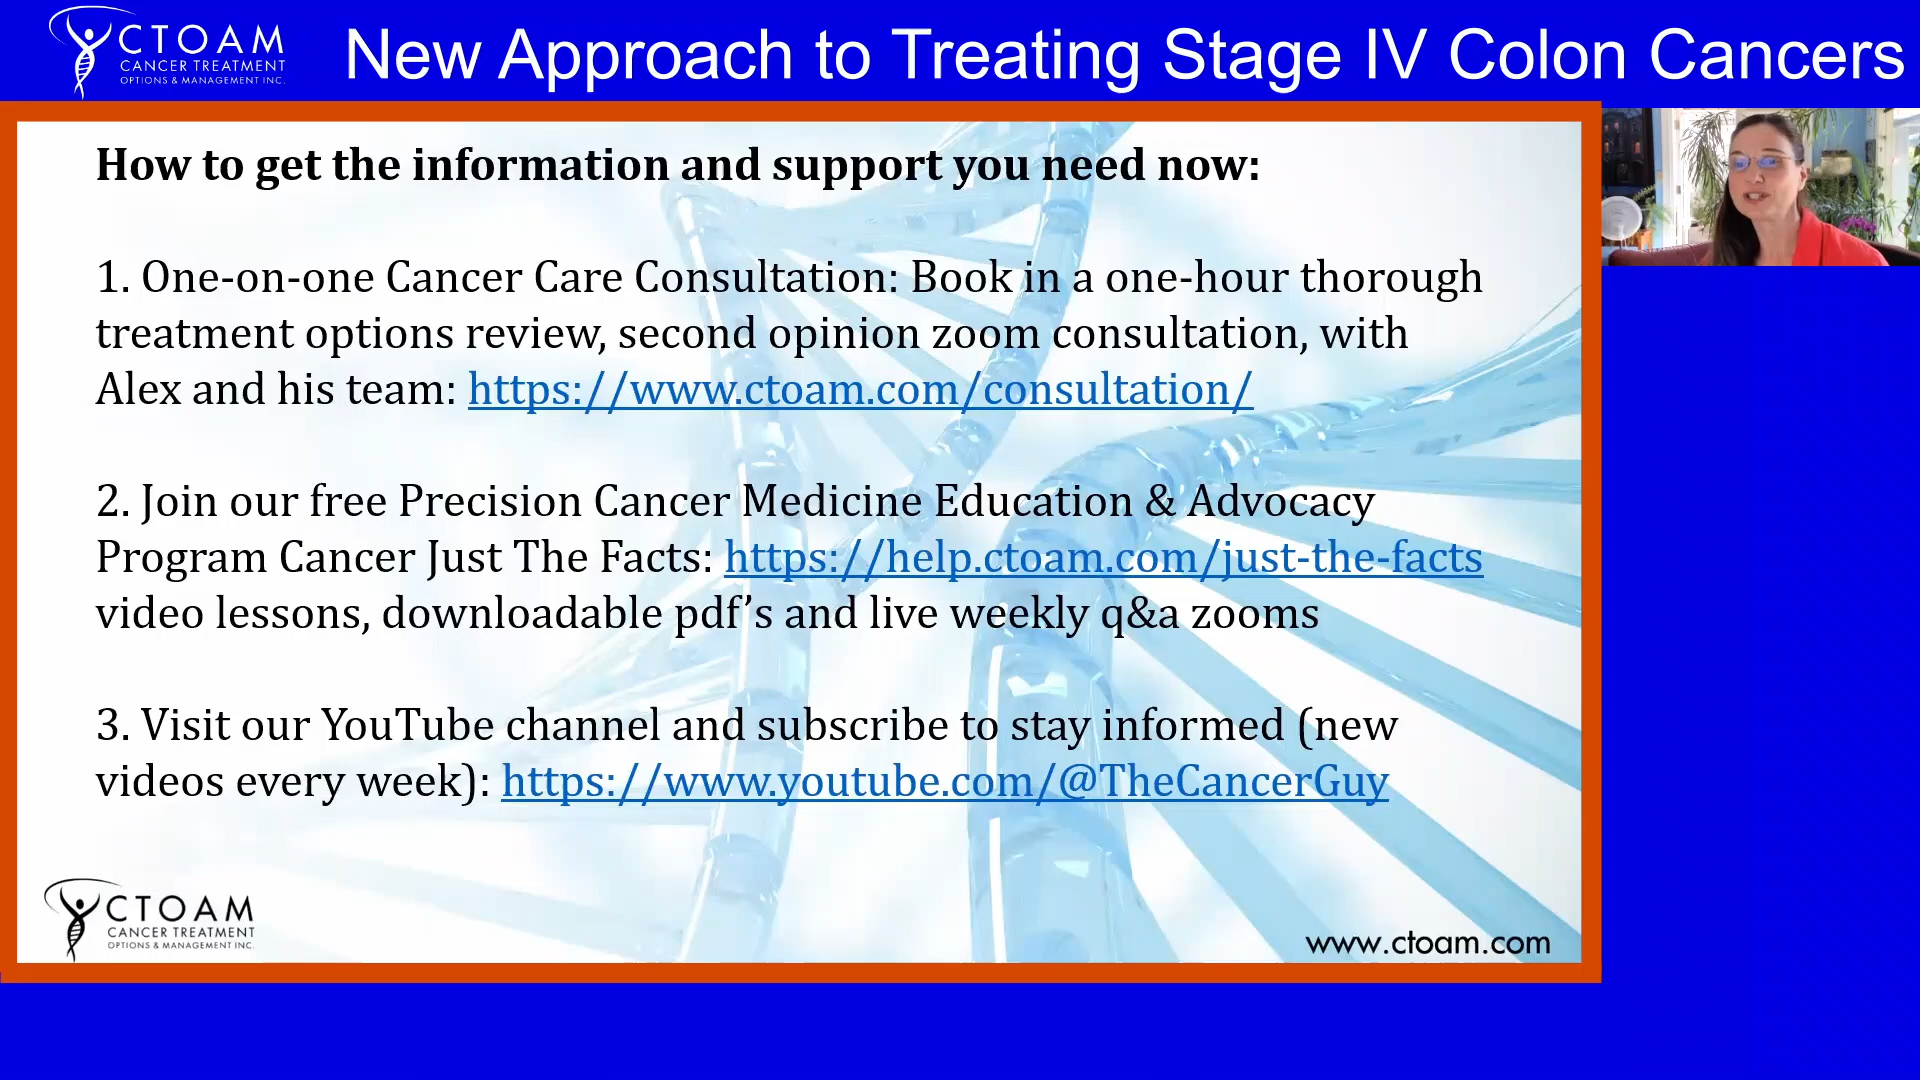 CTOAM
CANCER TREATMENT
OPTIONS & MANAGEMENT INC.
New Approach to Treating Stage IV Colon Cancers
How to get the information and support you need now:
1. One-on-one Cancer Care Consultation: Book in a one-hour thorough
treatment options review, second opinion zoom consultation, with
Alex and his team: https://www.ctoam.com/consultation/
2. Join our free Precision Cancer Medicine Education & Advocacy
Program Cancer Just The Facts: https://help.ctoam.com/just-the-facts
video lessons, downloadable pdf’s and live weekly q&a zooms
3. Visit our YouTube channel and subscribe to stay informed (new
videos every week): https://www.youtube.com/@TheCancerGuy
CTOAM
CANCER TREATMENT
OPTIONS & MANAGEMENT INC.
www.ctoam.com